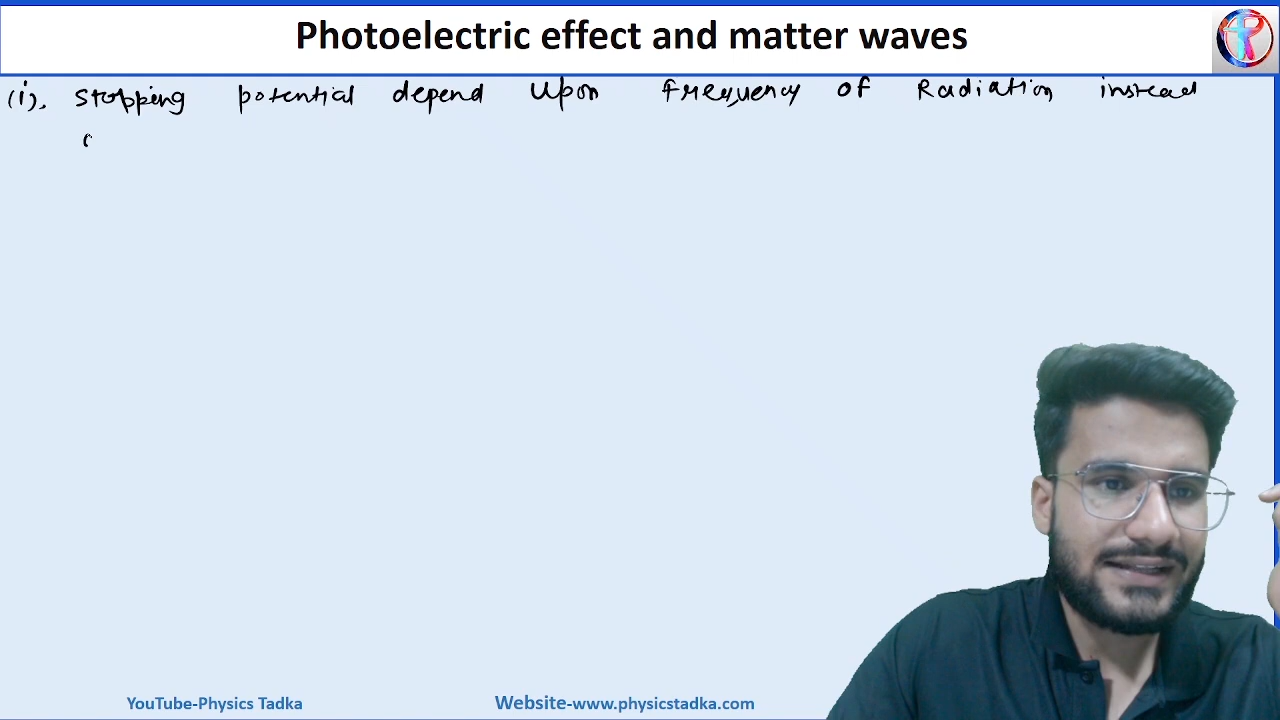 Photoelectric effect and matter waves
(i). Stopping potential depend Upon Frequency of Radiation instead
YouTube-Physics Tadka
Website-www.physicstadka.com